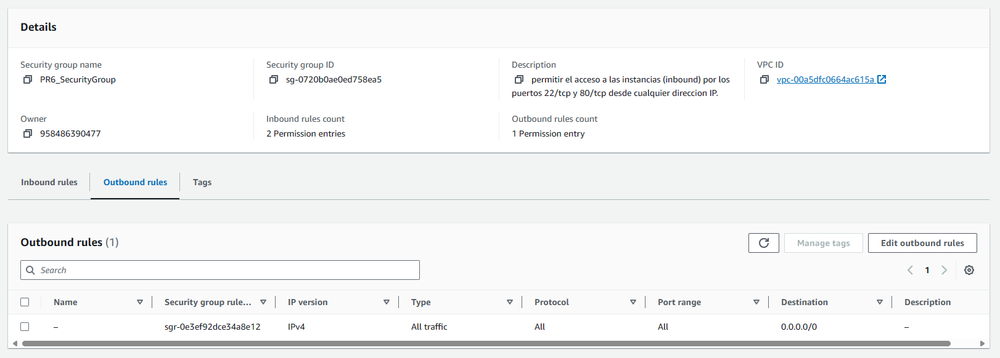 Details
Security group name
PR6_SecurityGroup
Security group ID
sg-0720b0ae0ed758ea5
Description
permitir el acceso a las instancias (inbound) por los
puertos 22/tcp y 80/tcp desde cualquier direccion IP.
VPC ID
vpc-00a5dfc0664ac615a
Owner
958486390477
Inbound rules count
2 Permission entries
Outbound rules count
1 Permission entry
Inbound rules Outbound rules Tags
Outbound rules (1)
Manage tags Edit outbound rules
Search
1
Name Security group rule... IP version Type Protocol Port range Destination Description
– sgr-0e3ef92dce34a8e12 IPv4 All traffic All All 0.0.0.0/0 –